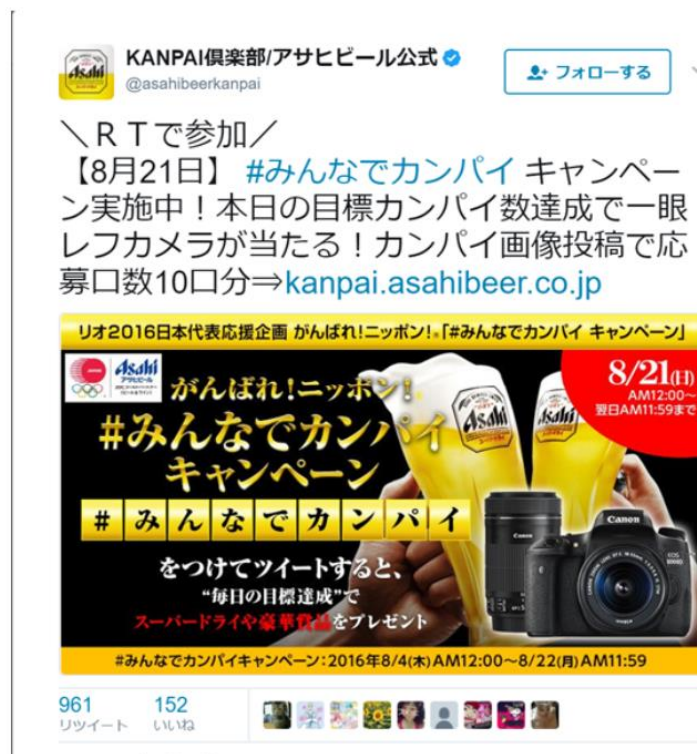 KANPAI倶楽部/アサヒビール公式
@asahibeerkanpai
フォローする
＼ＲＴで参加／
【8月21日】 #みんなでカンパイ キャンペー
ン実施中！本日の目標カンパイ数達成で一眼
レフカメラが当たる！カンパイ画像投稿で応
募口数10口分⇒kanpai.asahibeer.co.jp
リオ2016日本代表応援企画 がんばれ!ニッポン!®「#みんなでカンパイ キャンペーン」
Asahi
アサヒビール
8/21(日)
AM12:00～
翌日AM11:59まで
がんばれ!ニッポン!®
#みんなでカンパイ
キャンペーン
Asahi
Asahi
#みんなでカンパイ
Canon
Canon
EOS
をつけてツイートすると、
“毎日の目標達成”で
スーパードライや豪華賞品をプレゼント
#みんなでカンパイキャンペーン：2016年8/4(木)AM12:00～8/22(月)AM11:59
961 152
リツイート いいね